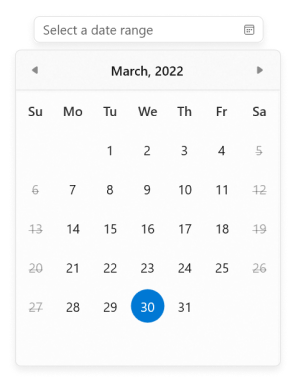 Select a date range
March, 2022
Su Mo Tu We Th Fr Sa
1 2 3 4 5
6 7 8 9 10 11 12
13 14 15 16 17 18 19
20 21 22 23 24 25 26
27 28 29 30 31